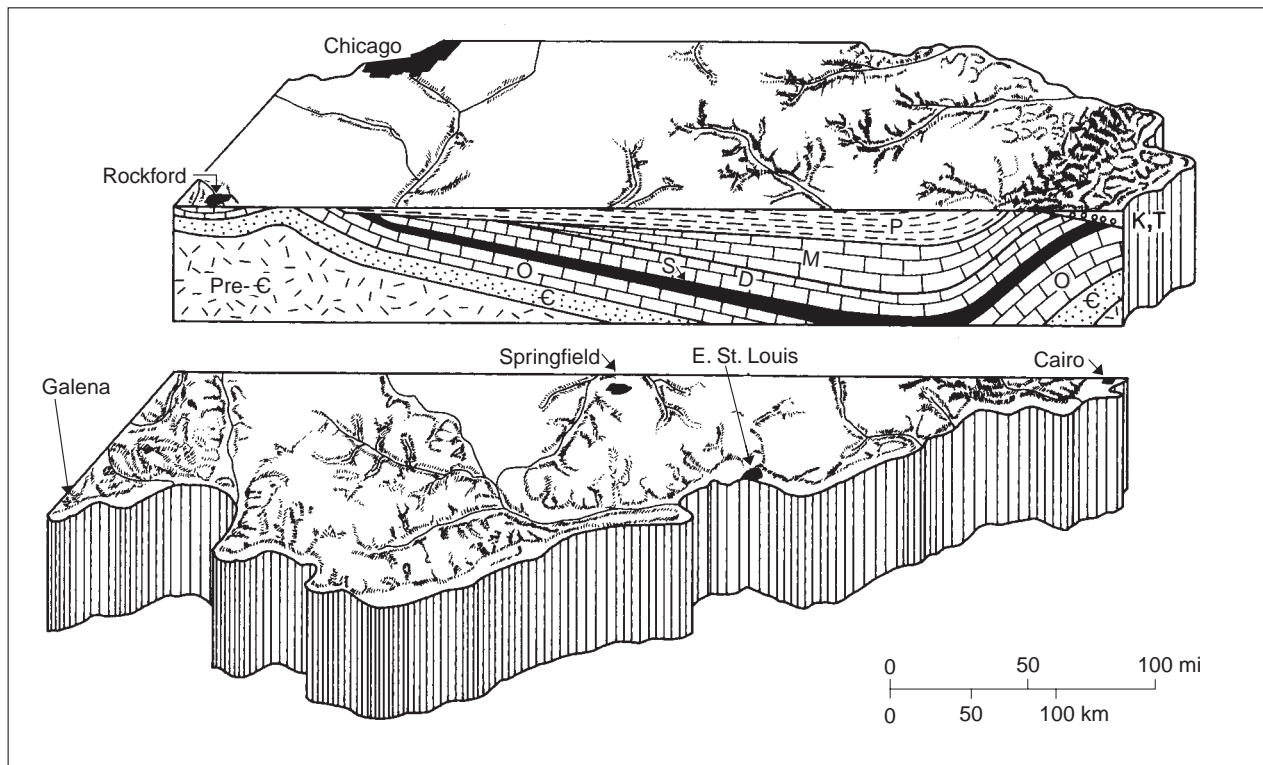 Chicago
Rockford
K,T
P
M
O
S
D
O
Pre-Ꞓ
Ꞓ
Ꞓ
Springfield
E. St. Louis
Cairo
Galena
0 50 100 mi
0 50 100 km